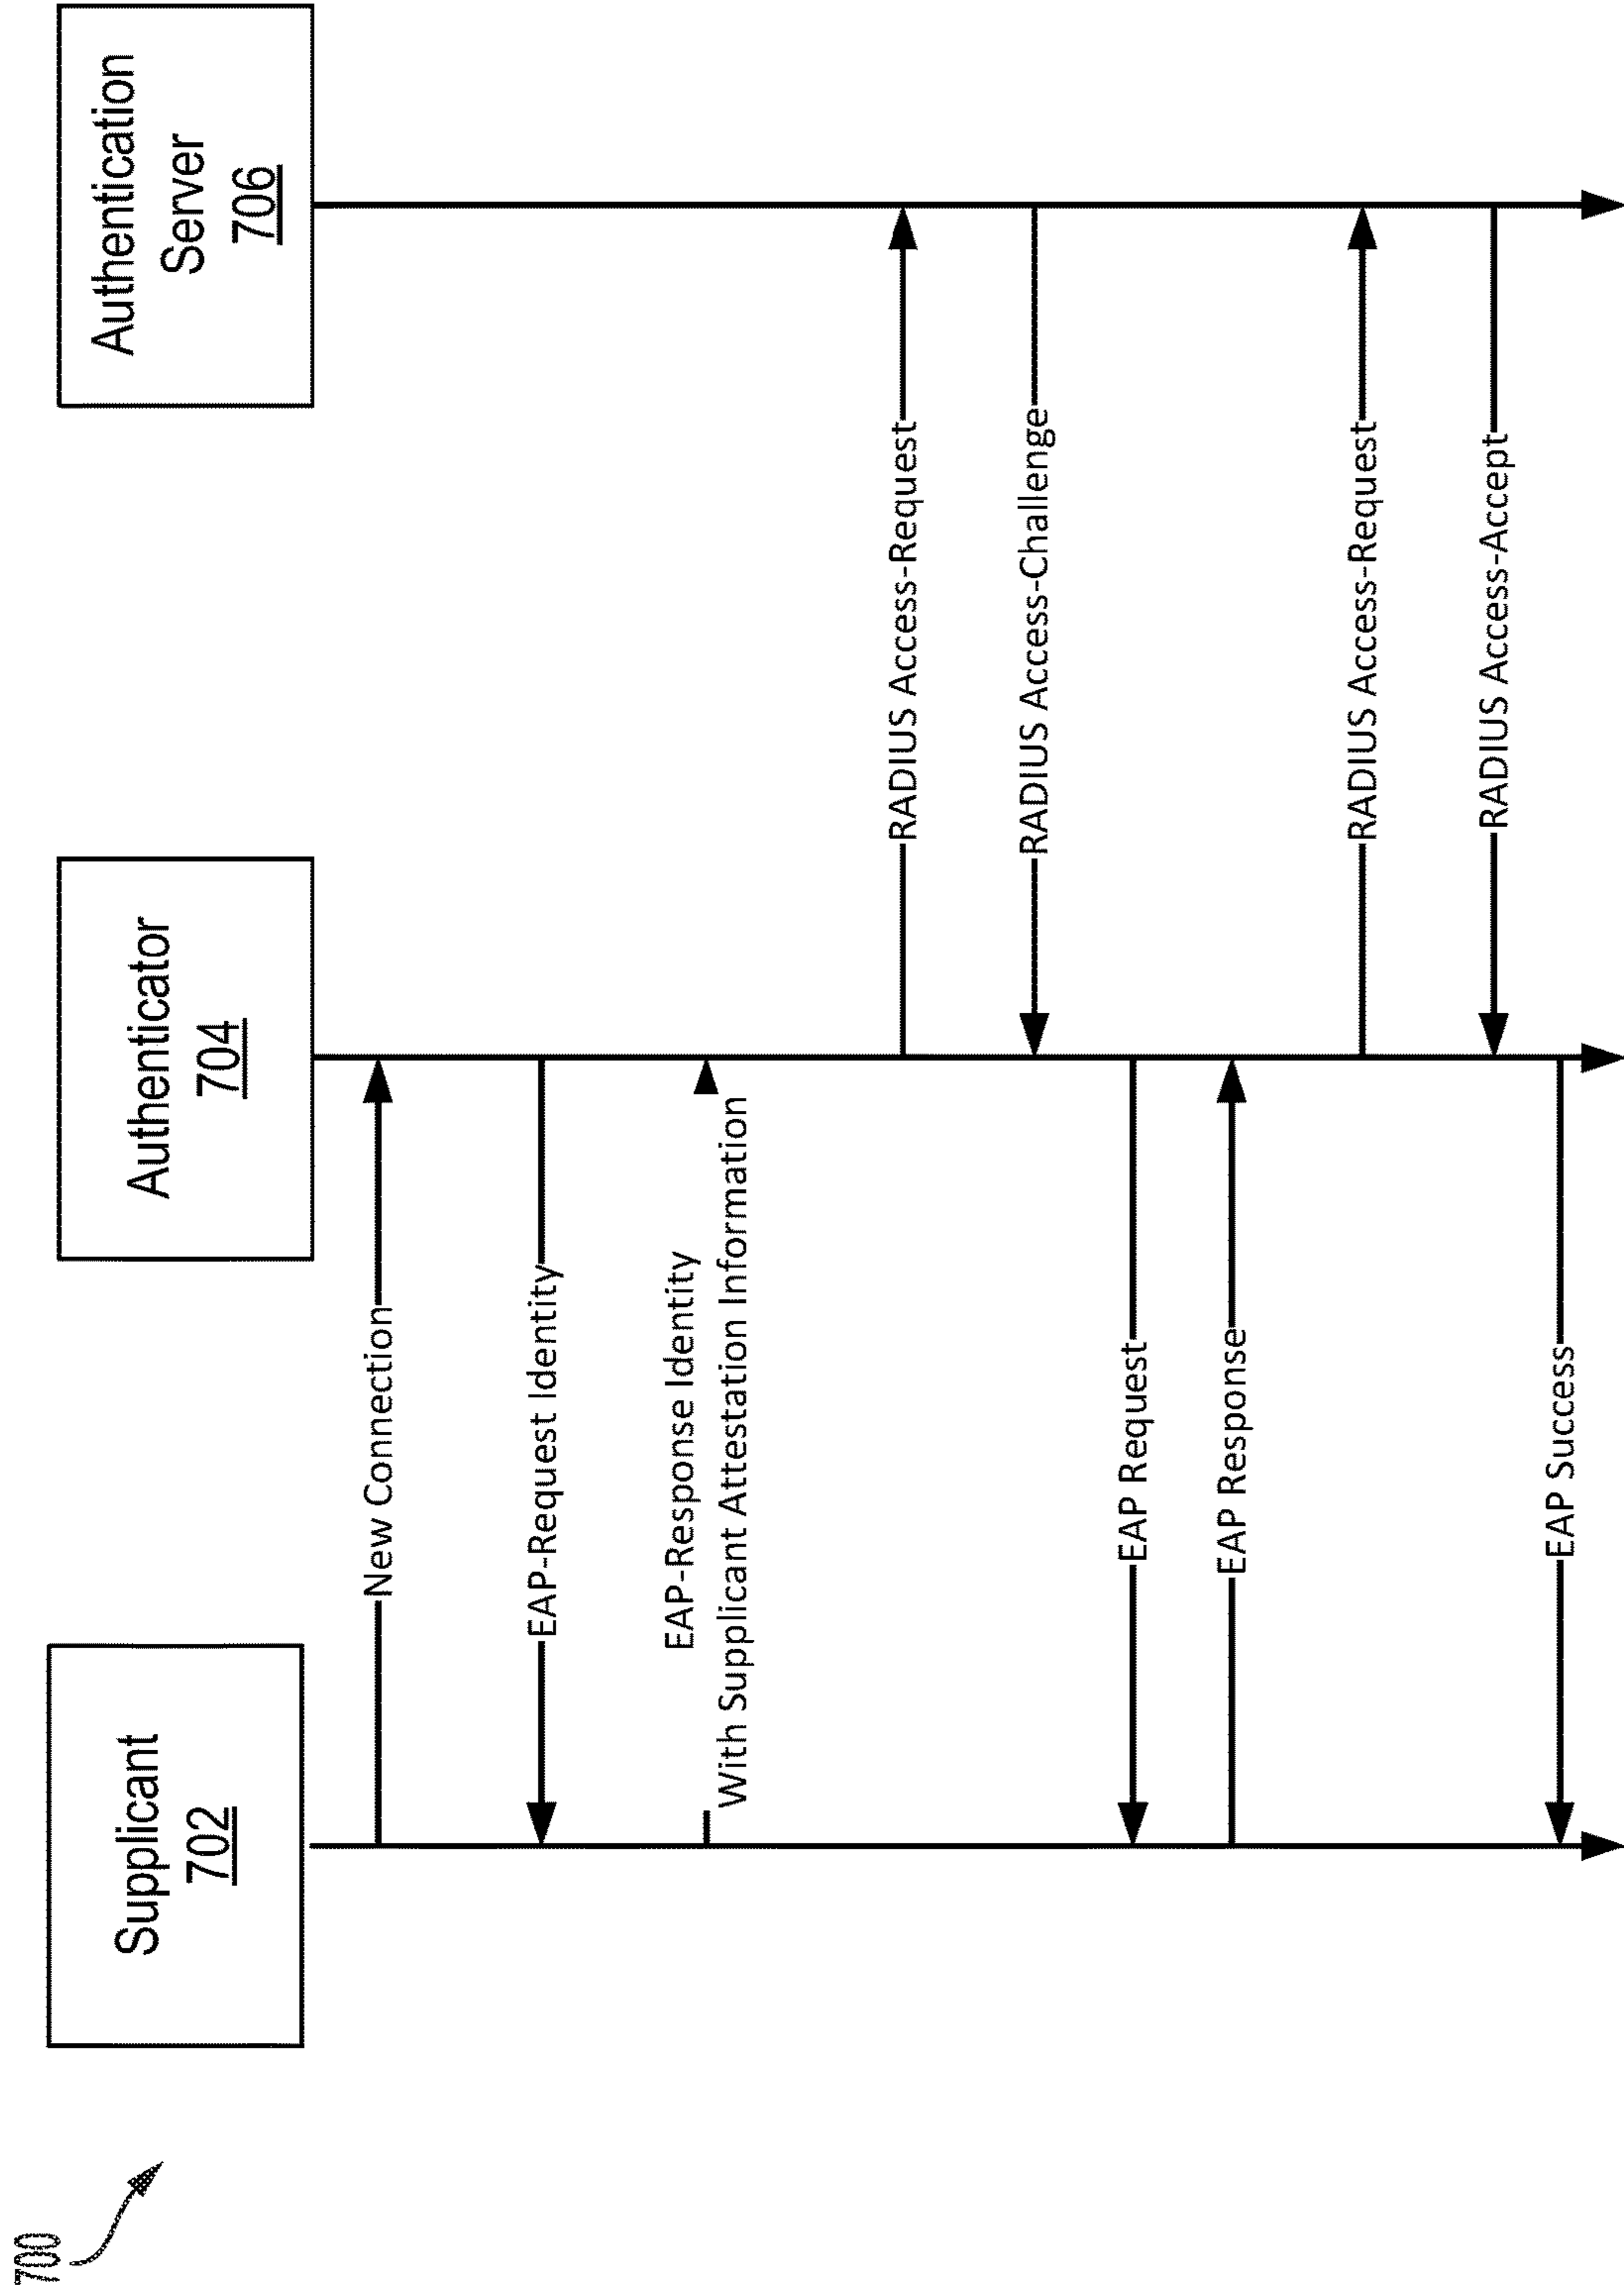 700
Supplicant
702
Authenticator
704
Authentication
Server
706
New Connection
EAP-Request Identity
EAP-Response Identity
With Supplicant Attestation Information
RADIUS Access-Request
RADIUS Access-Challenge
EAP Request
EAP Response
RADIUS Access-Request
RADIUS Access-Accept
EAP Success